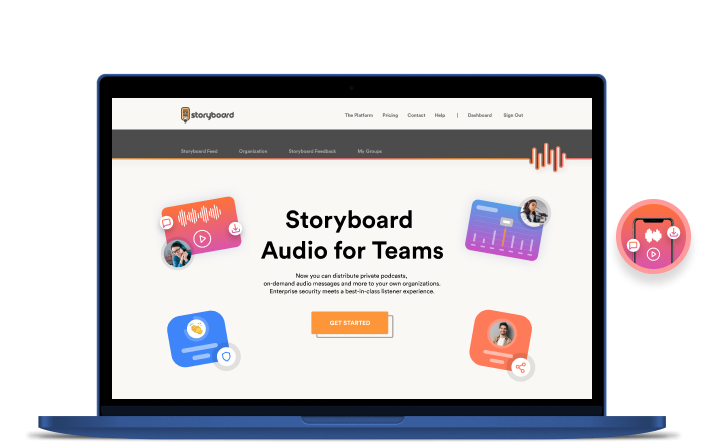 storyboard
The Platform Pricing Contact Help | Dashboard Sign Out
Storyboard Feed Organization Storyboard Feedback My Groups
Storyboard
Audio for Teams
Now you can distribute private podcasts,
on-demand audio messages and more to your own organizations.
Enterprise security meets a best-in-class listener experience.
GET STARTED